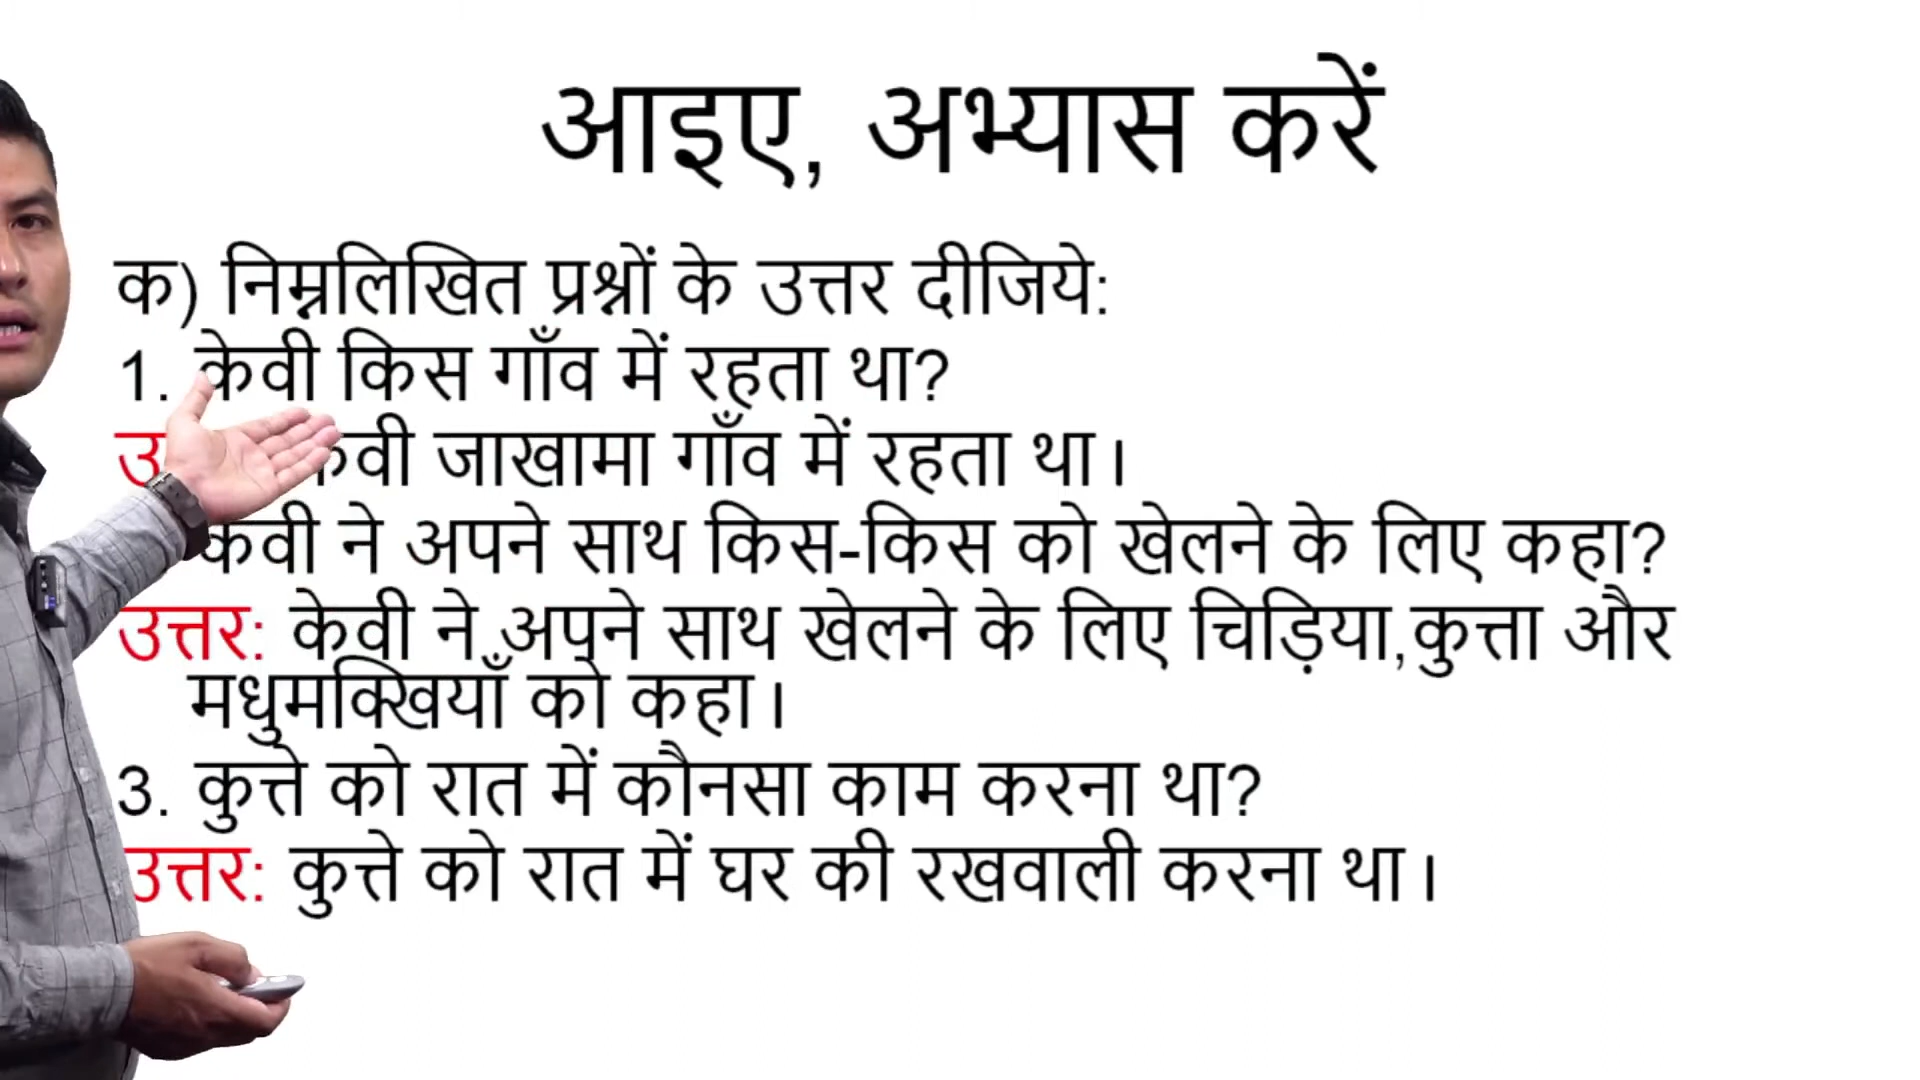 आइए, अभ्यास करें
क) निम्नलिखित प्रश्नों के उत्तर दीजिये:
1. केवी किस गाँव में रहता था?
जाखामा गाँव में रहता था।
ने अपने साथ किस-किस को खेलने के लिए कहा?
उत्तर: केवी ने अपने साथ खेलने के लिए चिड़िया,कुत्ता और
मधुमक्खियाँ को कहा।
3. कुत्ते को रात में कौनसा काम करना था?
उत्तर: कुत्ते को रात में घर की रखवाली करना था।